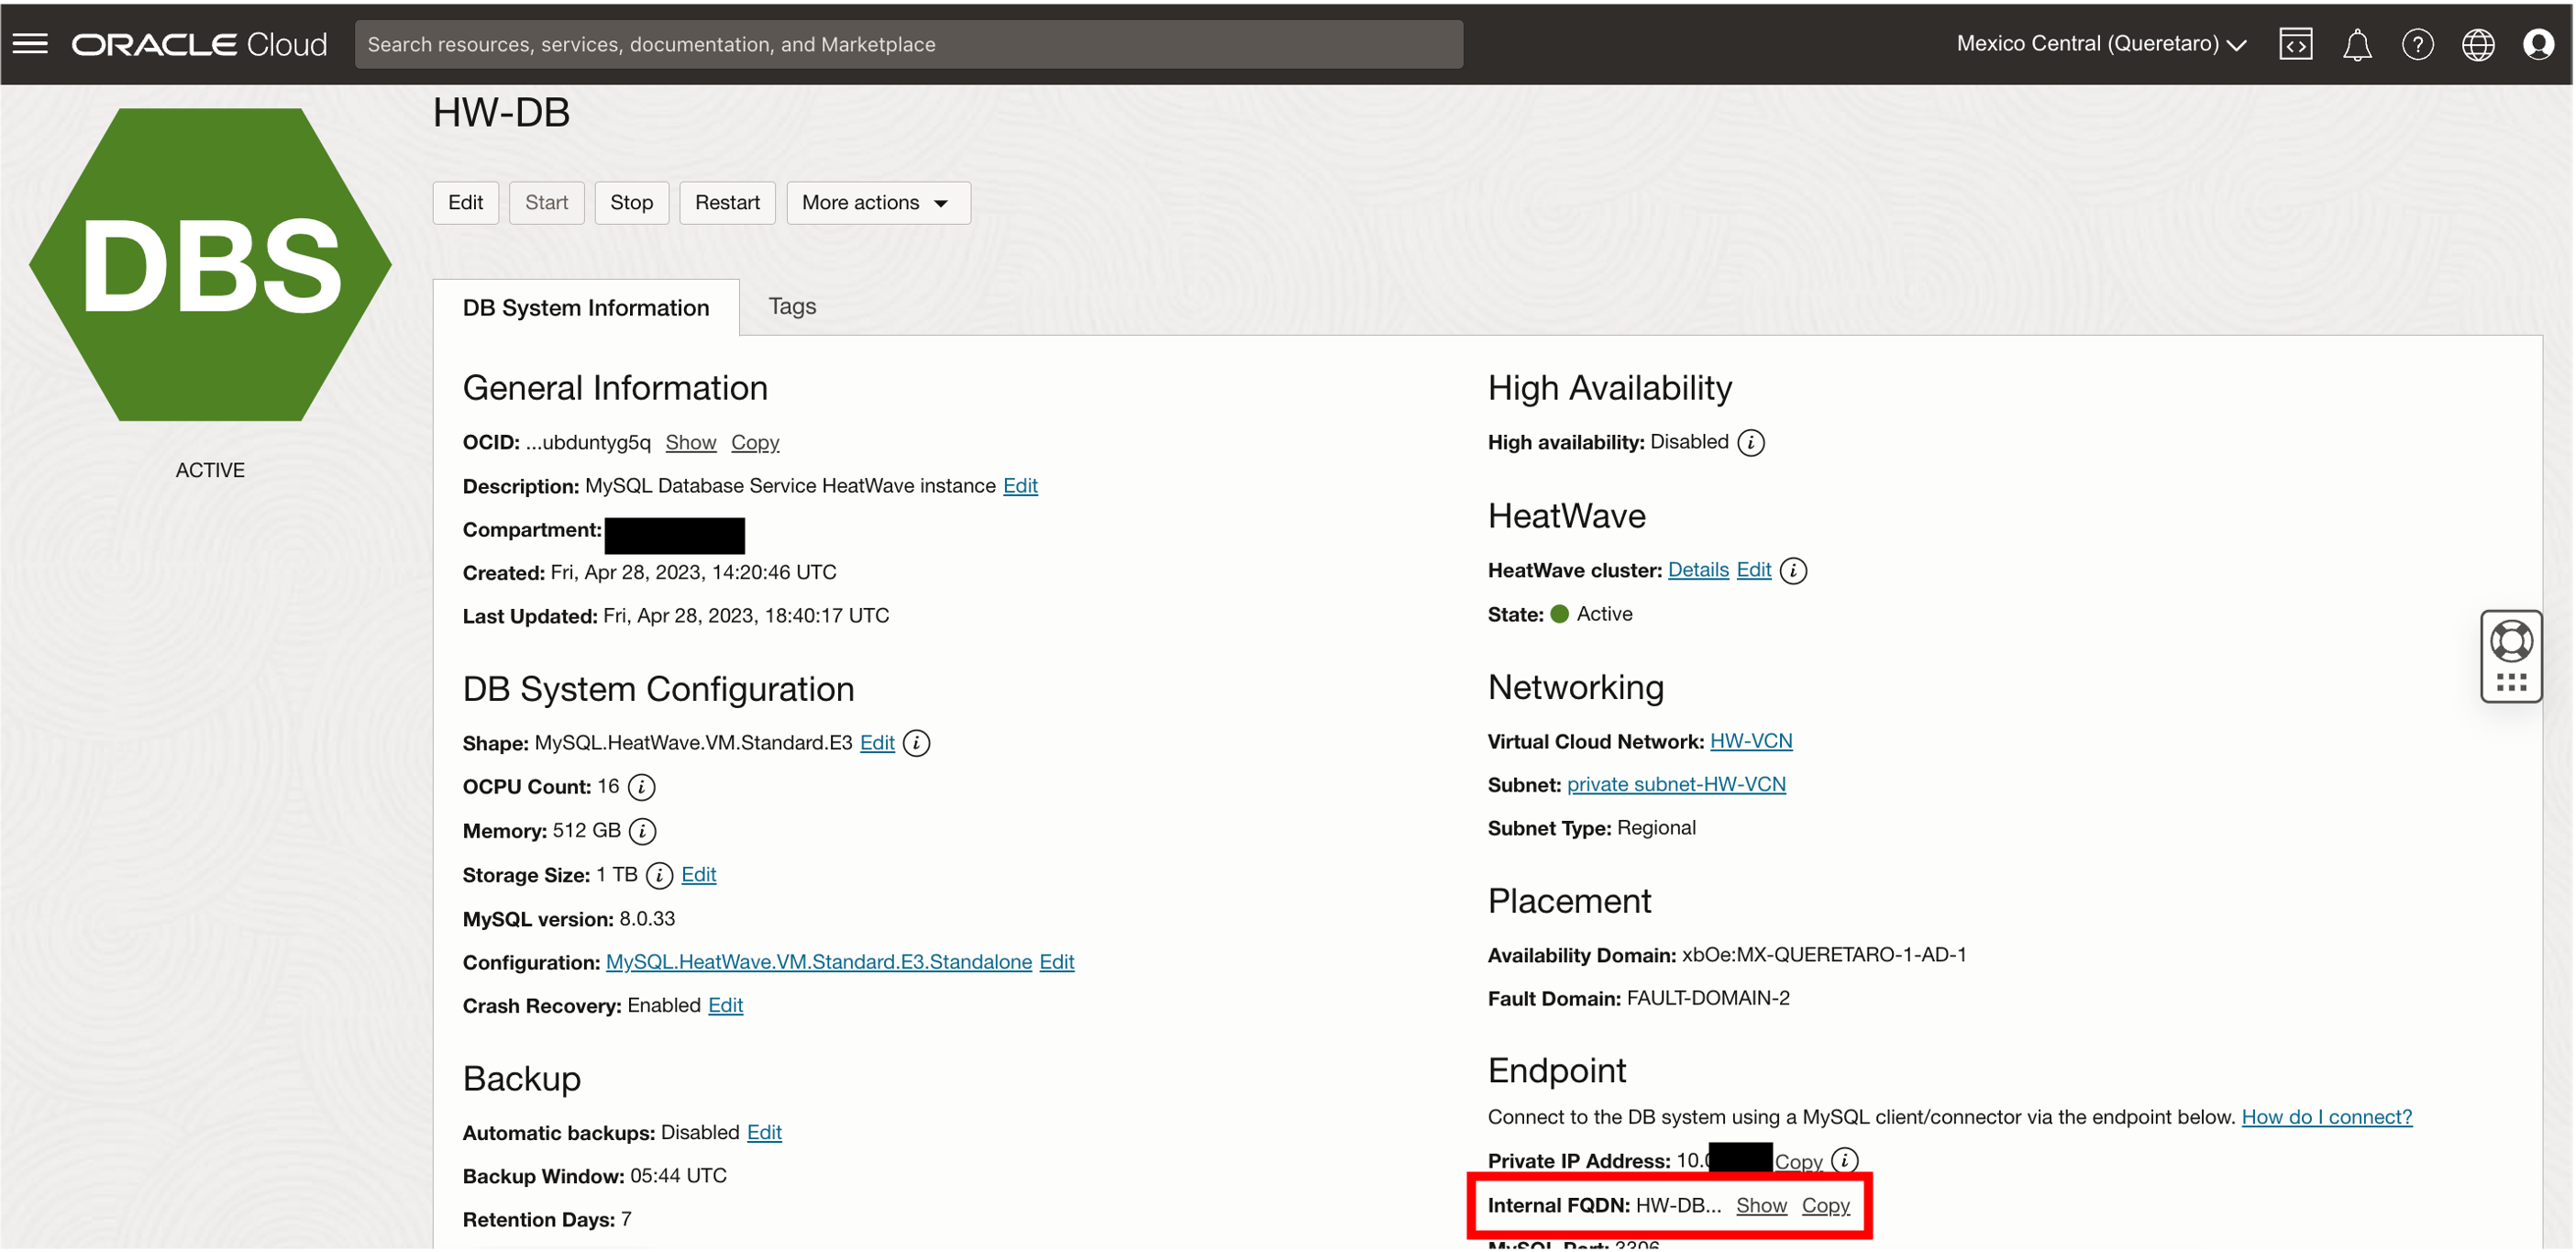 ORACLE Cloud
Search resources, services, documentation, and Marketplace
Mexico Central (Queretaro)
DBS
ACTIVE
HW-DB
Edit
Start
Stop
Restart
More actions
DB System Information
Tags
General Information
OCID: ...ubduntyg5q Show Copy
Description: MySQL Database Service HeatWave instance Edit
Compartment:
Created: Fri, Apr 28, 2023, 14:20:46 UTC
Last Updated: Fri, Apr 28, 2023, 18:40:17 UTC
DB System Configuration
Shape: MySQL.HeatWave.VM.Standard.E3 Edit
OCPU Count: 16
Memory: 512 GB
Storage Size: 1 TB Edit
MySQL version: 8.0.33
Configuration: MySQL.HeatWave.VM.Standard.E3.Standalone Edit
Crash Recovery: Enabled Edit
Backup
Automatic backups: Disabled Edit
Backup Window: 05:44 UTC
Retention Days: 7
High Availability
High availability: Disabled
HeatWave
HeatWave cluster: Details Edit
State: Active
Networking
Virtual Cloud Network: HW-VCN
Subnet: private subnet-HW-VCN
Subnet Type: Regional
Placement
Availability Domain: xbOe:MX-QUERETARO-1-AD-1
Fault Domain: FAULT-DOMAIN-2
Endpoint
Connect to the DB system using a MySQL client/connector via the endpoint below. How do I connect?
Private IP Address: 10. Copy
Internal FQDN: HW-DB... Show Copy
MySQL Port: 3306